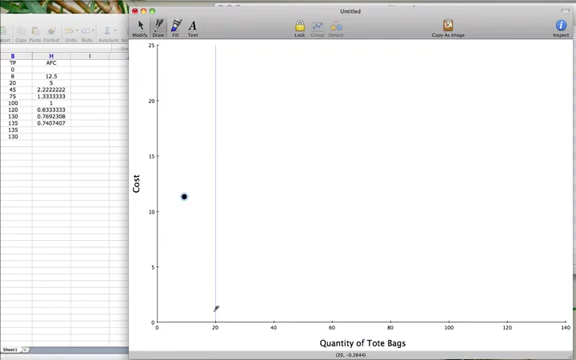 Untitled
Modify Draw Fill Text Lock Group Detach Copy As Image Inspect
Paste Format Undo Redo
B H I
TP AFC
0
8 12.5
20 5
45 2.2222222
75 1.3333333
100 1
120 0.8333333
130 0.7692308
135 0.7407407
135
130
Sheet1
25
20
15
10
5
0
Cost
0 20 40 60 80 100 120 140
Quantity of Tote Bags
(20, -0.2644)